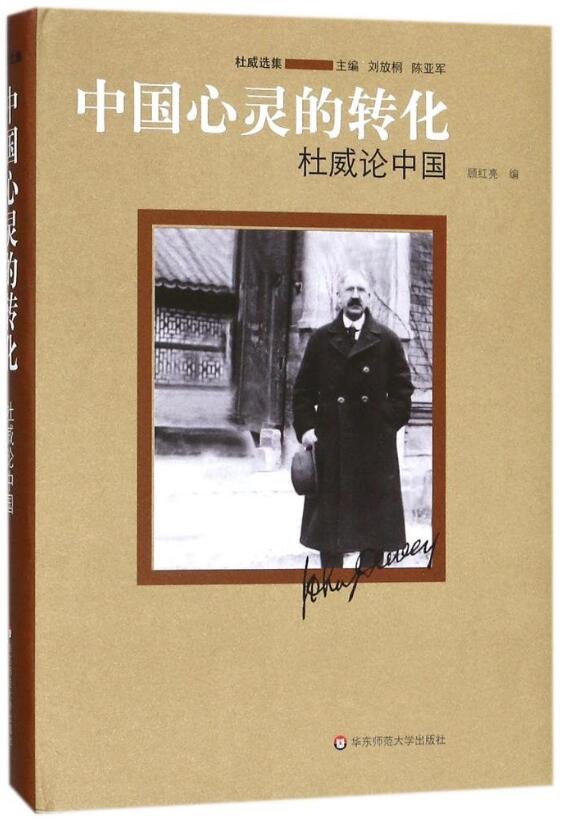 杜威选集 主编 刘放桐 陈亚军
中国心灵的转化
杜威论中国
顾红亮 编
John Dewey
华东师范大学出版社
中国心灵的转化
杜威论中国